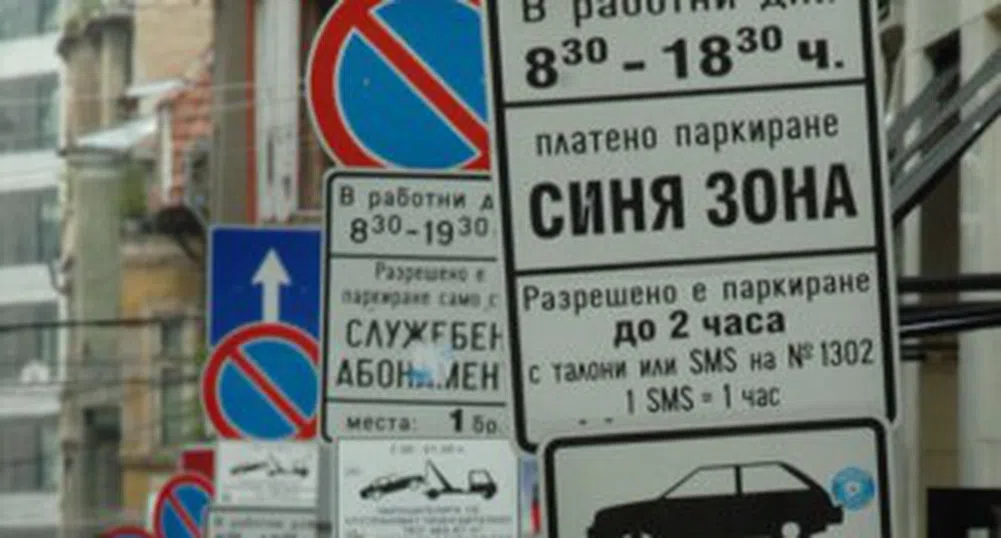 В работни дни
8³⁰ - 18³⁰ ч.
платено паркиране
СИНЯ ЗОНА
Разрешено е паркиране
до 2 часа
с талони или SMS на № 1302
1 SMS = 1 час
В работни д
8³⁰-19³⁰
Разрешено е
паркиране само с
СЛУЖЕБЕН
АБОНАМЕН
места: 1 бр.